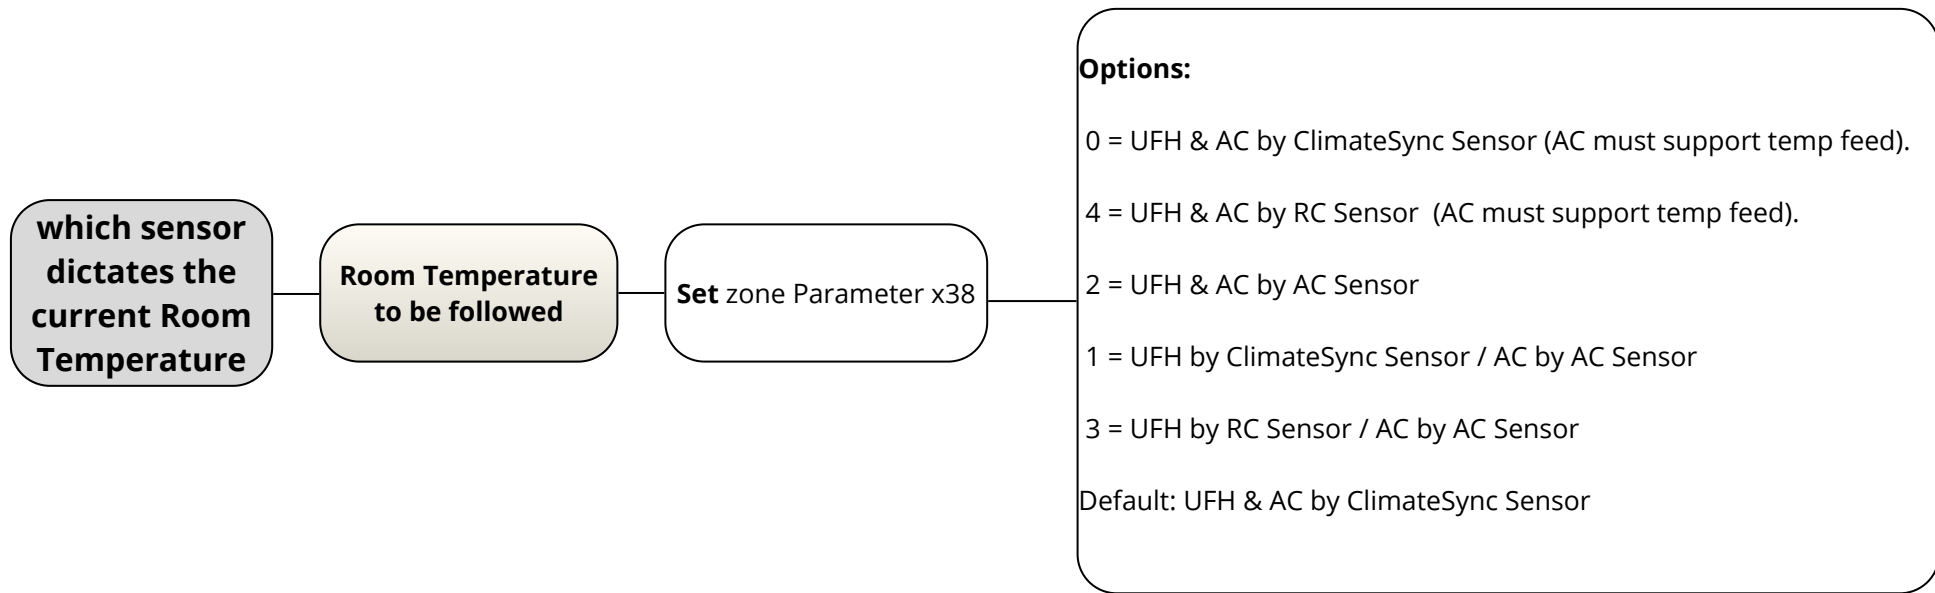 which sensor
dictates the
current Room
Temperature
Room Temperature
to be followed
Set zone Parameter x38
Options:
0 = UFH & AC by ClimateSync Sensor (AC must support temp feed).
4 = UFH & AC by RC Sensor  (AC must support temp feed).
2 = UFH & AC by AC Sensor
1 = UFH by ClimateSync Sensor / AC by AC Sensor
3 = UFH by RC Sensor / AC by AC Sensor
Default: UFH & AC by ClimateSync Sensor